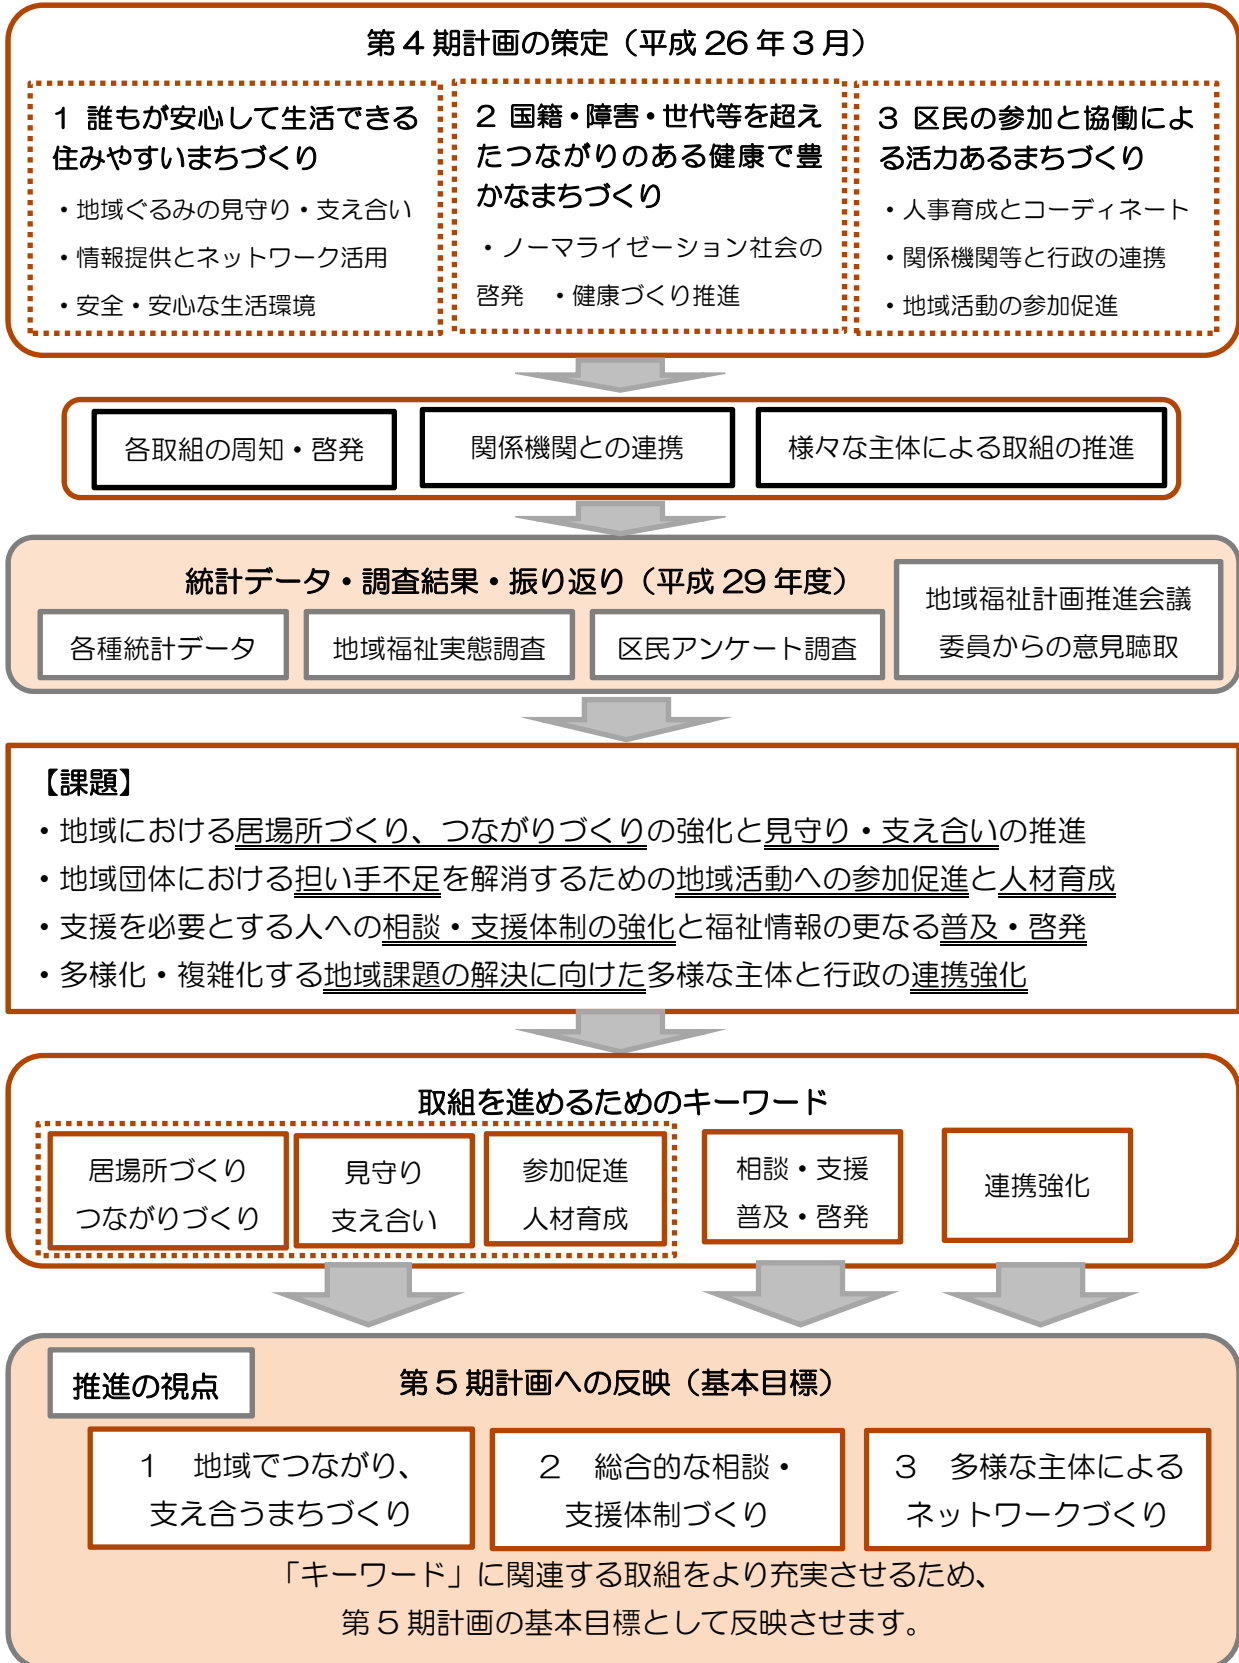 第４期計画の策定（平成 26 年３月）
１ 誰もが安心して生活できる
住みやすいまちづくり
・地域ぐるみの見守り・支え合い
・情報提供とネットワーク活用
・安全・安心な生活環境
２ 国籍・障害・世代等を超え
たつながりのある健康で豊
かなまちづくり
・ノーマライゼーション社会の
啓発　・健康づくり推進
３ 区民の参加と協働によ
る活力あるまちづくり
・人事育成とコーディネート
・関係機関等と行政の連携
・地域活動の参加促進
各取組の周知・啓発
関係機関との連携
様々な主体による取組の推進
統計データ・調査結果・振り返り（平成 29 年度）
各種統計データ
地域福祉実態調査
区民アンケート調査
地域福祉計画推進会議
委員からの意見聴取
【課題】
・地域における居場所づくり、つながりづくりの強化と見守り・支え合いの推進
・地域団体における担い手不足を解消するための地域活動への参加促進と人材育成
・支援を必要とする人への相談・支援体制の強化と福祉情報の更なる普及・啓発
・多様化・複雑化する地域課題の解決に向けた多様な主体と行政の連携強化
取組を進めるためのキーワード
居場所づくり
つながりづくり
見守り
支え合い
参加促進
人材育成
相談・支援
普及・啓発
連携強化
推進の視点
第５期計画への反映（基本目標）
１　地域でつながり、
支え合うまちづくり
２　総合的な相談・
支援体制づくり
３　多様な主体による
ネットワークづくり
「キーワード」に関連する取組をより充実させるため、
第５期計画の基本目標として反映させます。